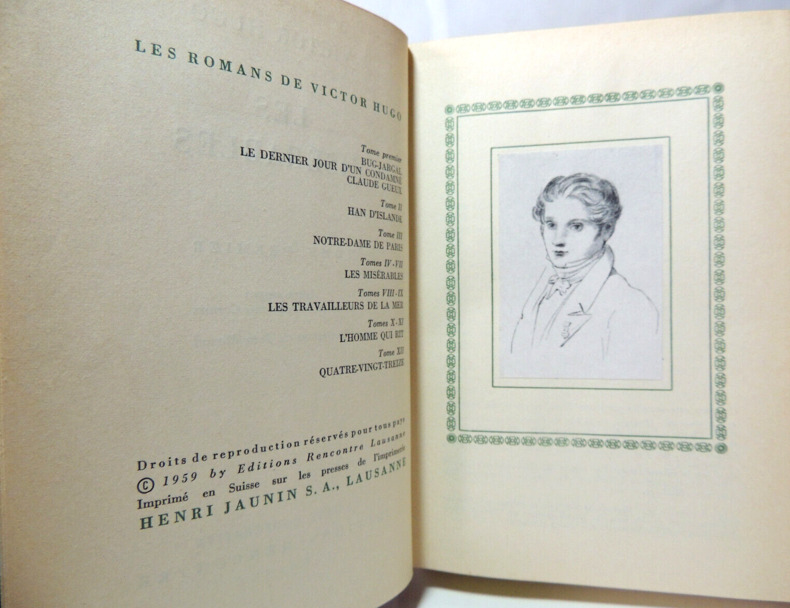 LES ROMANS DE VICTOR HUGO
Tome premier
BUG-JARGAL
LE DERNIER JOUR D'UN CONDAMNÉ
CLAUDE GUEUX
Tome II
HAN D'ISLANDE
Tome III
NOTRE-DAME DE PARIS
Tomes IV-VII
LES MISÉRABLES
Tomes VIII-IX
LES TRAVAILLEURS DE LA MER
Tomes X-XI
L'HOMME QUI RIT
Tome XII
QUATRE-VINGT-TREIZE
Droits de reproduction réservés pour tous pays
© 1959 by Editions Rencontre Lausanne
Imprimé en Suisse sur les presses de l'imprimerie
HENRI JAUNIN S. A., LAUSANNE